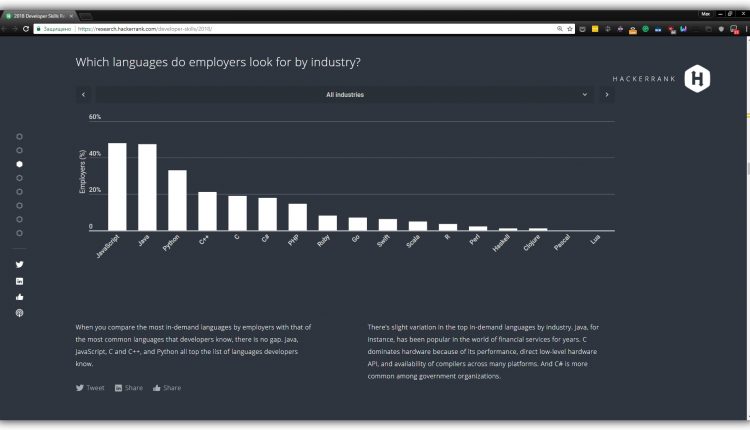 2018 Developer Skills R
Max
Защищено
https://research.hackerrank.com/developer-skills/2018/
Which languages do employers look for by industry?
HACKERRANK
All industries
60%
40%
20%
0
Employers (%)
JavaScript
Java
Python
C++
C
C#
PHP
Ruby
Go
Swift
Scala
R
Perl
Haskell
Clojure
Pascal
Lua
When you compare the most in-demand languages by employers with that of
the most common languages that developers know, there is no gap. Java,
JavaScript, C and C++, and Python all top the list of languages developers
know.
Tweet
Share
Share
There's slight variation in the top in-demand languages by industry. Java, for
instance, has been popular in the world of financial services for years. C
dominates hardware because of its performance, direct low-level hardware
API, and availability of compilers across many platforms. And C# is more
common among government organizations.